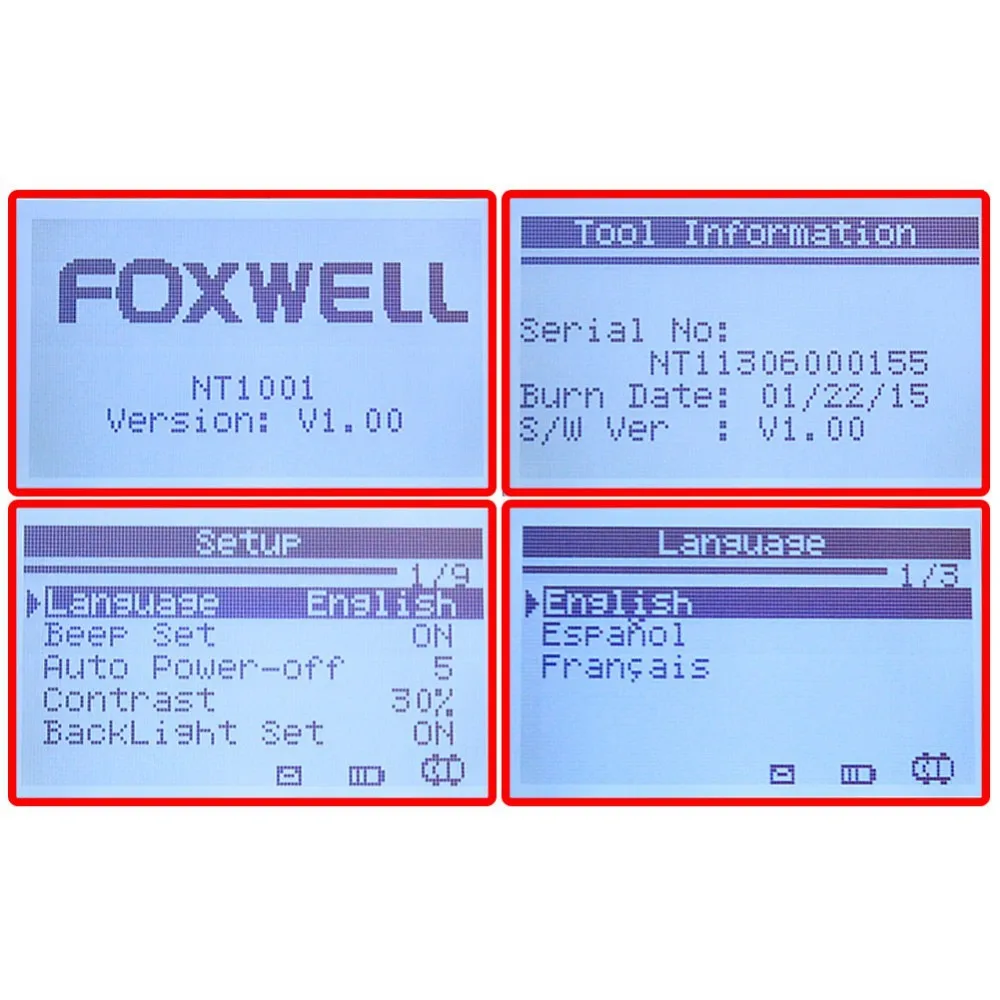 FOXWELL
NT1001
Version: V1.00
Tool Information
Serial No:
NT11306000155
Burn Date: 01/22/15
S/W Ver : V1.00
Setup
1/9
Language English
Beep Set ON
Auto Power-off 5
Contrast 30%
BackLight Set ON
Language
1/3
English
Español
Français